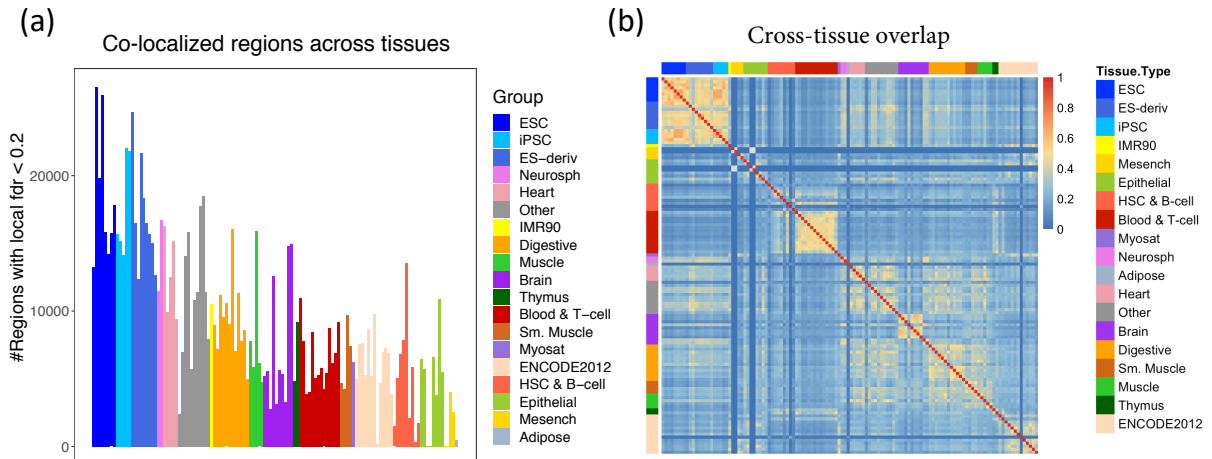 (a)
Co-localized regions across tissues
#Regions with local fdr < 0.2
20000
10000
0
Group
ESC
iPSC
ES-deriv
Neurosph
Heart
Other
IMR90
Digestive
Muscle
Brain
Thymus
Blood & T-cell
Sm. Muscle
Myosat
ENCODE2012
HSC & B-cell
Epithelial
Mesench
Adipose
(b)
Cross-tissue overlap
1
0.8
0.6
0.4
0.2
0
Tissue.Type
ESC
ES-deriv
iPSC
IMR90
Mesench
Epithelial
HSC & B-cell
Blood & T-cell
Myosat
Neurosph
Adipose
Heart
Other
Brain
Digestive
Sm. Muscle
Muscle
Thymus
ENCODE2012